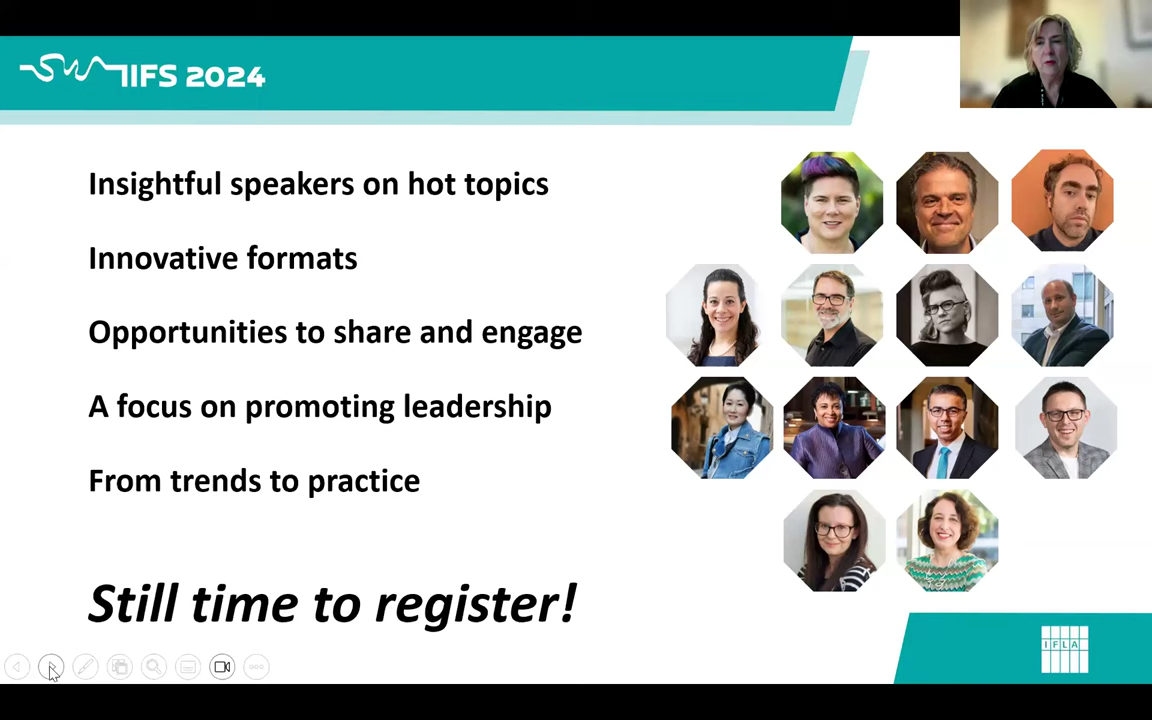 IIFS 2024
Insightful speakers on hot topics
Innovative formats
Opportunities to share and engage
A focus on promoting leadership
From trends to practice
Still time to register!
IFLA